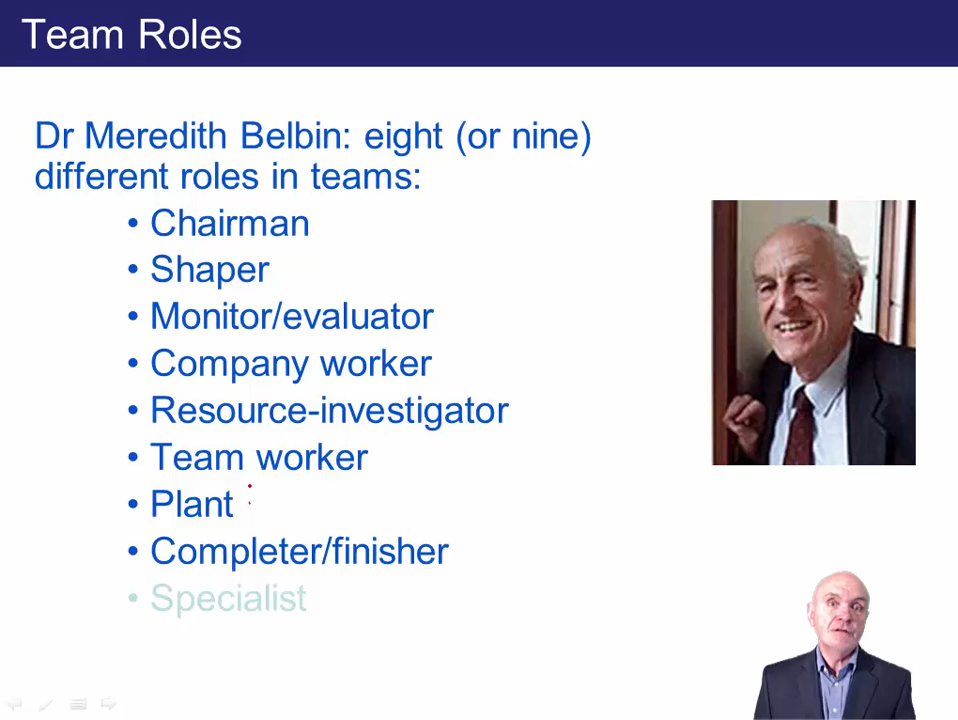 Team Roles
Dr Meredith Belbin: eight (or nine)
different roles in teams:
• Chairman
• Shaper
• Monitor/evaluator
• Company worker
• Resource-investigator
• Team worker
• Plant
• Completer/finisher
• Specialist